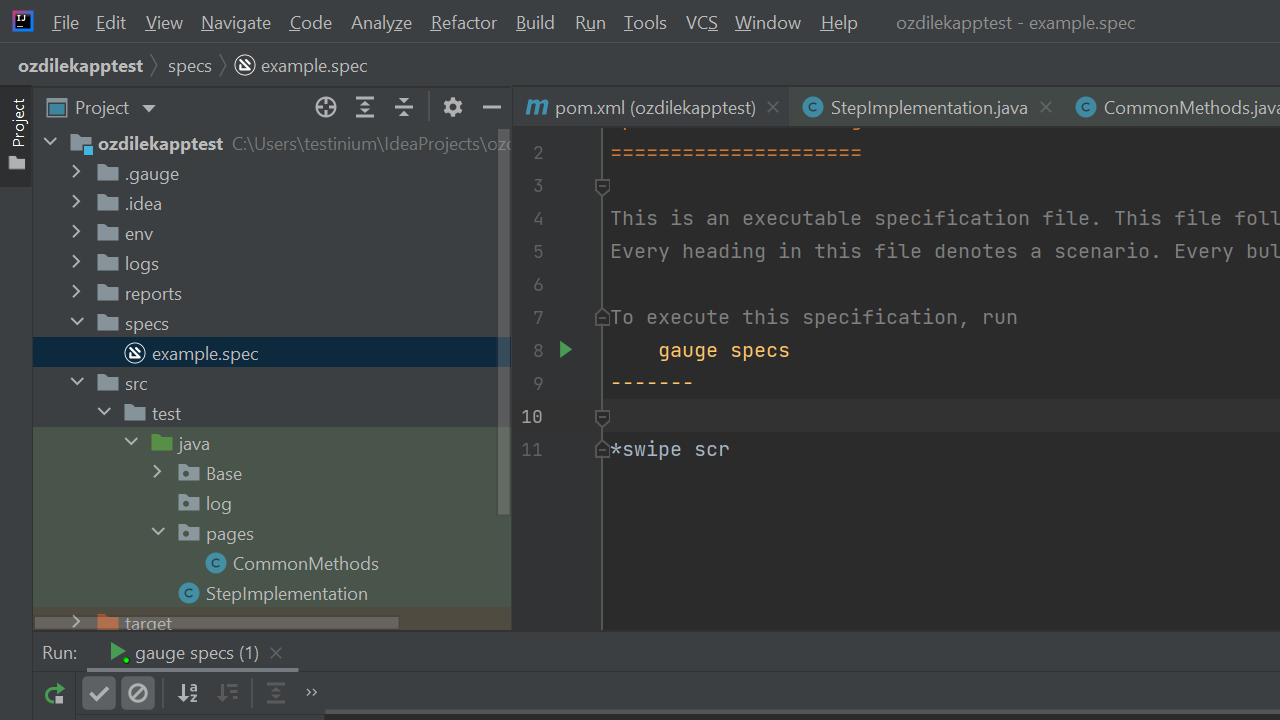 File Edit View Navigate Code Analyze Refactor Build Run Tools VCS Window Help ozdilekapptest - example.spec
ozdilekapptest specs example.spec
Project
Project
ozdilekapptest C:\Users\testinium\IdeaProjects\ozd
.gauge
.idea
env
logs
reports
specs
example.spec
src
test
java
Base
log
pages
CommonMethods
StepImplementation
target
pom.xml (ozdilekapptest) StepImplementation.java CommonMethods.java
2 =====================
3
4 This is an executable specification file. This file foll
5 Every heading in this file denotes a scenario. Every bul
6
7 To execute this specification, run
8 gauge specs
9 -------
10
11 *swipe scr
Run: gauge specs (1)